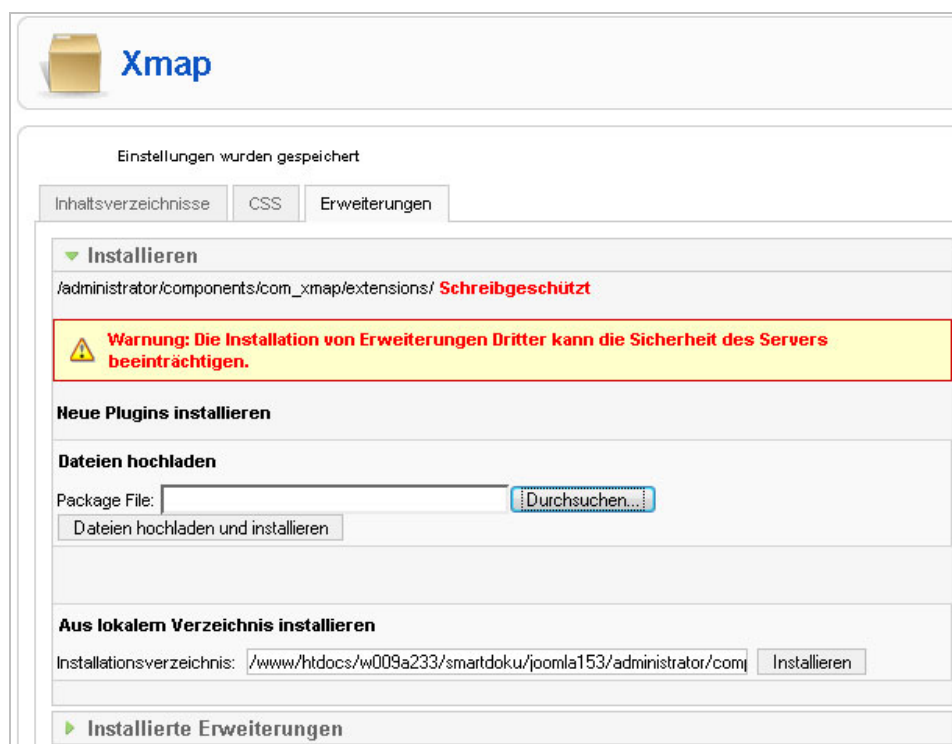 Xmap
Einstellungen wurden gespeichert
Inhaltsverzeichnisse CSS Erweiterungen
Installieren
/administrator/components/com_xmap/extensions/ Schreibgeschützt
Warnung: Die Installation von Erweiterungen Dritter kann die Sicherheit des Servers
beeinträchtigen.
Neue Plugins installieren
Dateien hochladen
Package File: Durchsuchen...
Dateien hochladen und installieren
Aus lokalem Verzeichnis installieren
Installationsverzeichnis: /www/htdocs/w009a233/smartdoku/joomla153/administrator/comp Installieren
Installierte Erweiterungen